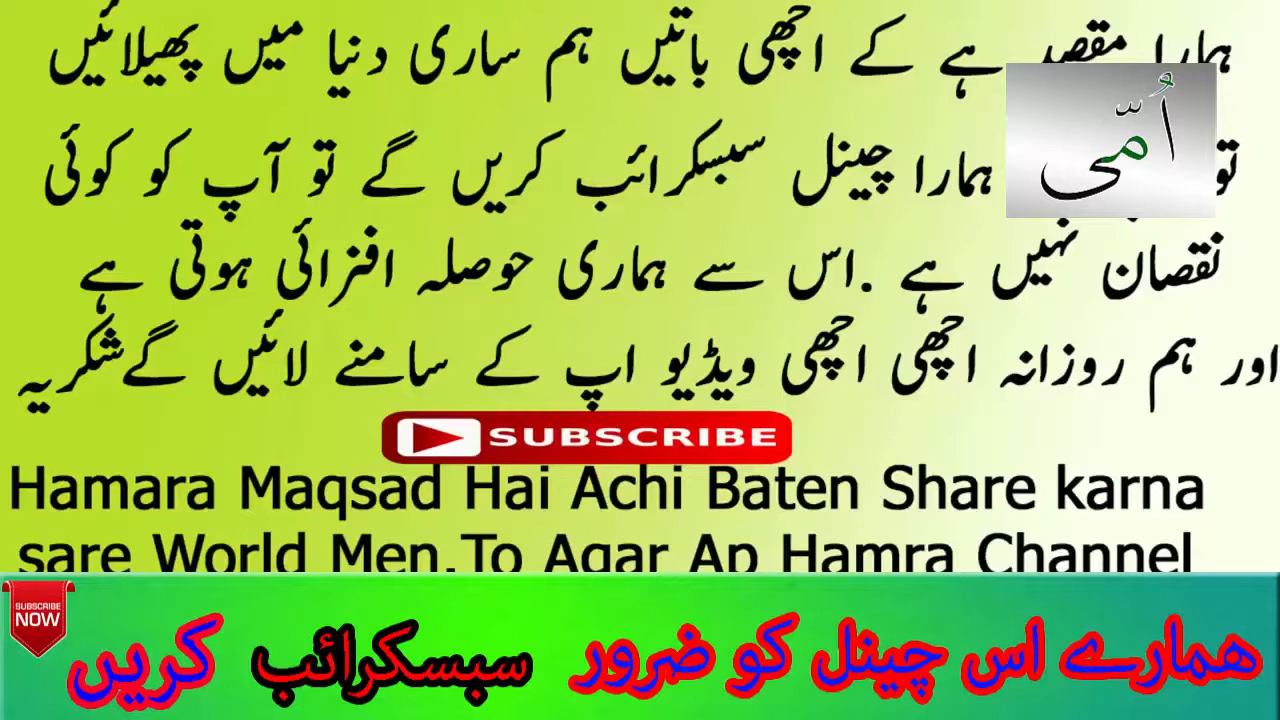 ہمارا مقصد ہے کے اچھی باتیں ہم ساری دنیا میں پھیلائیں
اُمّی
تو ہمارا چینل سبسکرائب کریں گے تو آپ کو کوئی
نقصان نہیں ہے .اس سے ہماری حوصلہ افزائی ہوتی ہے
اور ہم روزانہ اچھی اچھی ویڈیو اپ کے سامنے لائیں گےشکریہ
SUBSCRIBE
Hamara Maqsad Hai Achi Baten Share karna
sare World Men.To Agar Ap Hamra Channel
SUBSCRIBE
NOW
همارے اس چینل کو ضرور سبسکرائب کریں